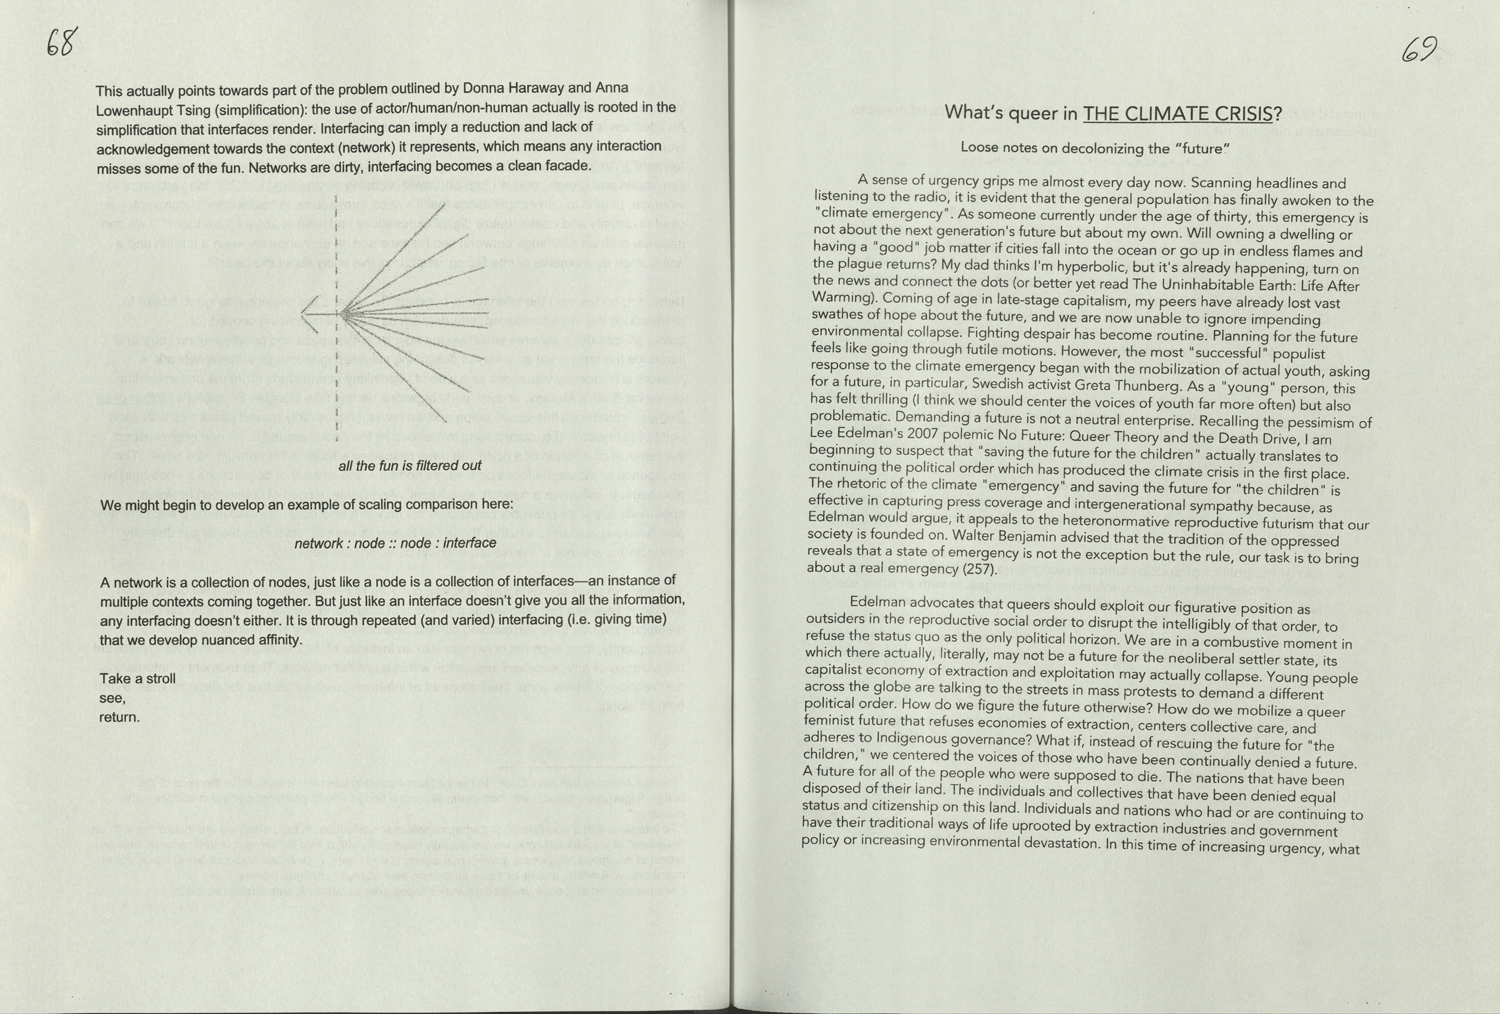 68
This actually points towards part of the problem outlined by Donna Haraway and Anna
Lowenhaupt Tsing (simplification): the use of actor/human/non-human actually is rooted in the
simplification that interfaces render. Interfacing can imply a reduction and lack of
acknowledgement towards the context (network) it represents, which means any interaction
misses some of the fun. Networks are dirty, interfacing becomes a clean facade.
all the fun is filtered out
We might begin to develop an example of scaling comparison here:
network : node :: node : interface
A network is a collection of nodes, just like a node is a collection of interfaces—an instance of
multiple contexts coming together. But just like an interface doesn't give you all the information,
any interfacing doesn't either. It is through repeated (and varied) interfacing (i.e. giving time)
that we develop nuanced affinity.
Take a stroll
see,
return.
69
What's queer in THE CLIMATE CRISIS?
Loose notes on decolonizing the "future"
A sense of urgency grips me almost every day now. Scanning headlines and
listening to the radio, it is evident that the general population has finally awoken to the
"climate emergency". As someone currently under the age of thirty, this emergency is
not about the next generation's future but about my own. Will owning a dwelling or
having a "good" job matter if cities fall into the ocean or go up in endless flames and
the plague returns? My dad thinks I'm hyperbolic, but it's already happening, turn on
the news and connect the dots (or better yet read The Uninhabitable Earth: Life After
Warming). Coming of age in late-stage capitalism, my peers have already lost vast
swathes of hope about the future, and we are now unable to ignore impending
environmental collapse. Fighting despair has become routine. Planning for the future
feels like going through futile motions. However, the most "successful" populist
response to the climate emergency began with the mobilization of actual youth, asking
for a future, in particular, Swedish activist Greta Thunberg. As a "young" person, this
has felt thrilling (I think we should center the voices of youth far more often) but also
problematic. Demanding a future is not a neutral enterprise. Recalling the pessimism of
Lee Edelman's 2007 polemic No Future: Queer Theory and the Death Drive, I am
beginning to suspect that "saving the future for the children" actually translates to
continuing the political order which has produced the climate crisis in the first place.
The rhetoric of the climate "emergency" and saving the future for "the children" is
effective in capturing press coverage and intergenerational sympathy because, as
Edelman would argue, it appeals to the heteronormative reproductive futurism that our
society is founded on. Walter Benjamin advised that the tradition of the oppressed
reveals that a state of emergency is not the exception but the rule, our task is to bring
about a real emergency (257).
Edelman advocates that queers should exploit our figurative position as
outsiders in the reproductive social order to disrupt the intelligibly of that order, to
refuse the status quo as the only political horizon. We are in a combustive moment in
which there actually, literally, may not be a future for the neoliberal settler state, its
capitalist economy of extraction and exploitation may actually collapse. Young people
across the globe are talking to the streets in mass protests to demand a different
political order. How do we figure the future otherwise? How do we mobilize a queer
feminist future that refuses economies of extraction, centers collective care, and
adheres to Indigenous governance? What if, instead of rescuing the future for "the
children," we centered the voices of those who have been continually denied a future.
A future for all of the people who were supposed to die. The nations that have been
disposed of their land. The individuals and collectives that have been denied equal
status and citizenship on this land. Individuals and nations who had or are continuing to
have their traditional ways of life uprooted by extraction industries and government
policy or increasing environmental devastation. In this time of increasing urgency, what